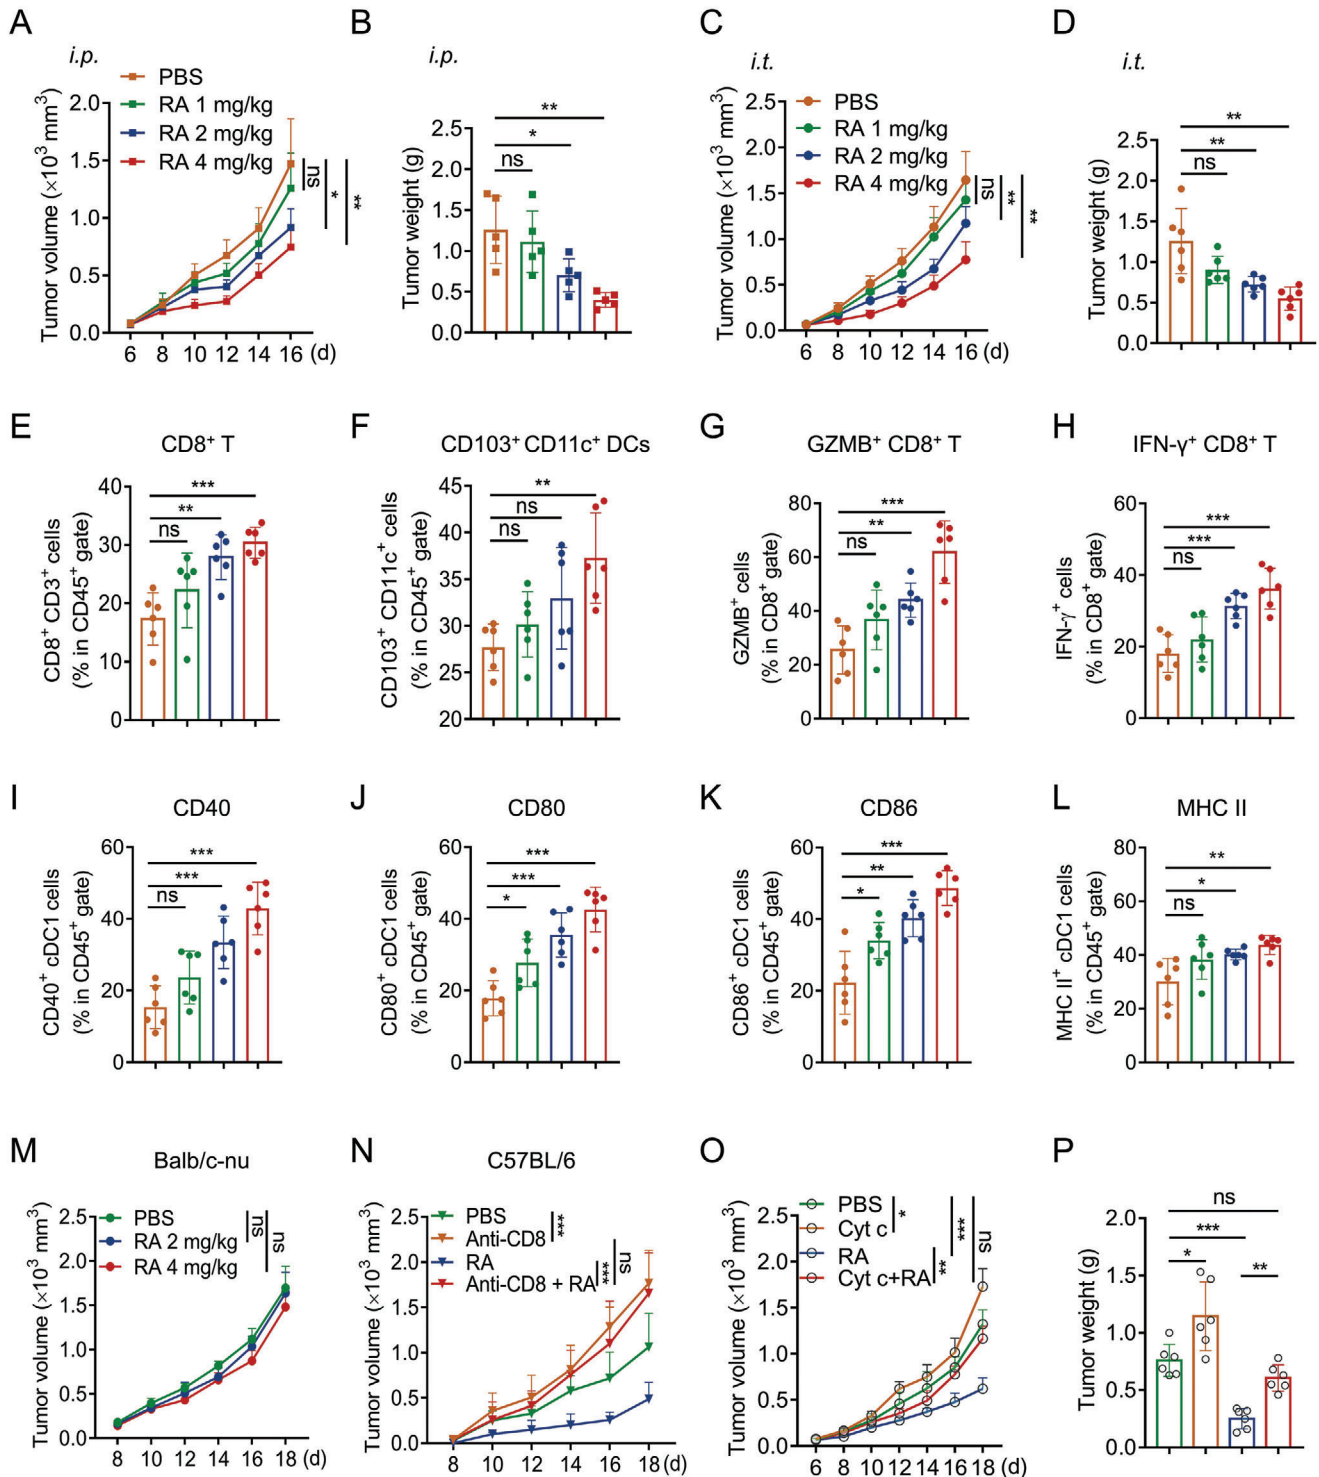 A
i.p.
PBS
RA 1 mg/kg
RA 2 mg/kg
RA 4 mg/kg
Tumor volume (×10³ mm³)
2.0
1.5
1.0
0.5
0.0
6 8 10 12 14 16 (d)
ns
*
**
B
i.p.
Tumor weight (g)
2.5
2.0
1.5
1.0
0.5
0.0
**
*
ns
C
i.t.
PBS
RA 1 mg/kg
RA 2 mg/kg
RA 4 mg/kg
Tumor volume (×10³ mm³)
2.5
2.0
1.5
1.0
0.5
0.0
6 8 10 12 14 16 (d)
ns
**
**
D
i.t.
Tumor weight (g)
2.5
2.0
1.5
1.0
0.5
0.0
**
**
ns
E
CD8⁺ T
CD8⁺ CD3⁺ cells
(% in CD45⁺ gate)
40
30
20
10
0
***
**
ns
F
CD103⁺ CD11c⁺ DCs
CD103⁺ CD11c⁺ cells
(% in CD45⁺ gate)
45
40
35
30
25
20
**
ns
ns
G
GZMB⁺ CD8⁺ T
GZMB⁺ cells
(% in CD8⁺ gate)
80
60
40
20
0
***
**
ns
H
IFN-γ⁺ CD8⁺ T
IFN-γ⁺ cells
(% in CD8⁺ gate)
60
40
20
0
***
***
ns
I
CD40
CD40⁺ cDC1 cells
(% in CD45⁺ gate)
60
40
20
0
***
***
ns
J
CD80
CD80⁺ cDC1 cells
(% in CD45⁺ gate)
60
40
20
0
***
***
*
K
CD86
CD86⁺ cDC1 cells
(% in CD45⁺ gate)
60
40
20
0
***
**
*
L
MHC II
MHC II⁺ cDC1 cells
(% in CD45⁺ gate)
80
60
40
20
0
**
*
ns
M
Balb/c-nu
PBS
RA 2 mg/kg
RA 4 mg/kg
ns
ns
Tumor volume (×10³ mm³)
2.5
2.0
1.5
1.0
0.5
0.0
8 10 12 14 16 18 (d)
N
C57BL/6
PBS
Anti-CD8
RA
Anti-CD8 + RA
***
***
ns
Tumor volume (×10³ mm³)
2.5
2.0
1.5
1.0
0.5
0.0
8 10 12 14 16 18 (d)
O
PBS
Cyt c
RA
Cyt c+RA
*
**
***
ns
Tumor volume (×10³ mm³)
2.5
2.0
1.5
1.0
0.5
0.0
6 8 10 12 14 16 18 (d)
P
Tumor weight (g)
2.0
1.5
1.0
0.5
0.0
ns
***
*
**